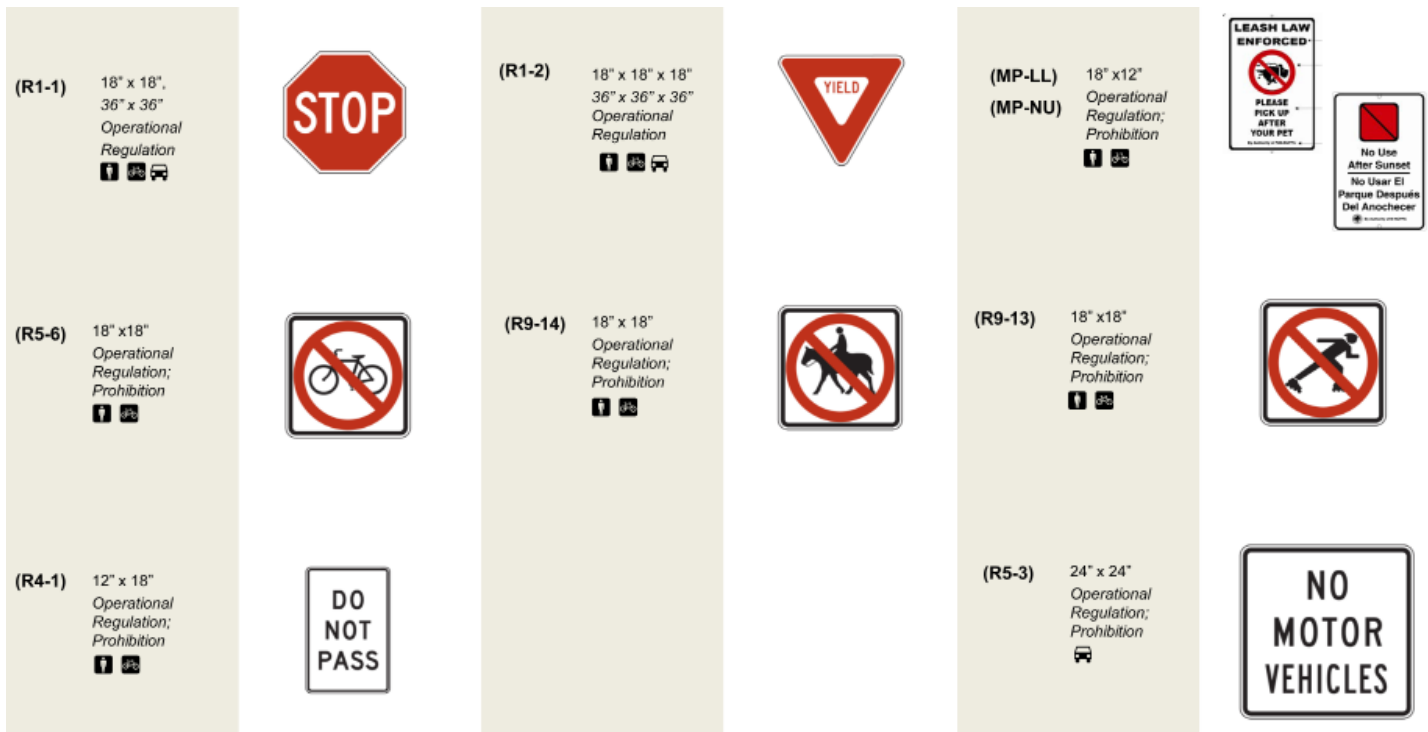 (R1-1)
18" x 18",
36" x 36"
Operational
Regulation
STOP
(R1-2)
18" x 18" x 18"
36" x 36" x 36"
Operational
Regulation
YIELD
(MP-LL)
(MP-NU)
18" x12"
Operational
Regulation;
Prohibition
LEASH LAW
ENFORCED
PLEASE
PICK UP
AFTER
YOUR PET
No Use
After Sunset
No Usar El
Parque Después
Del Anochecer
(R5-6)
18" x18"
Operational
Regulation;
Prohibition
(R9-14)
18" x 18"
Operational
Regulation;
Prohibition
(R9-13)
18" x18"
Operational
Regulation;
Prohibition
(R4-1)
12" x 18"
Operational
Regulation;
Prohibition
DO
NOT
PASS
(R5-3)
24" x 24"
Operational
Regulation;
Prohibition
NO
MOTOR
VEHICLES